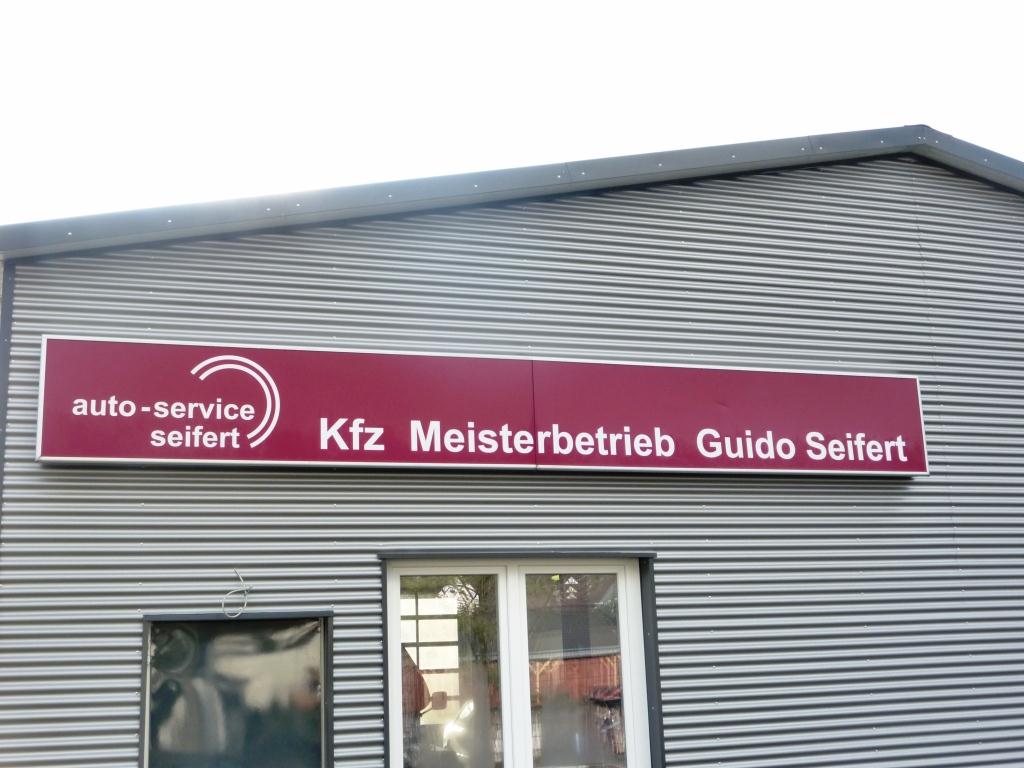 auto-service
seifert
Kfz Meisterbetrieb Guido Seifert